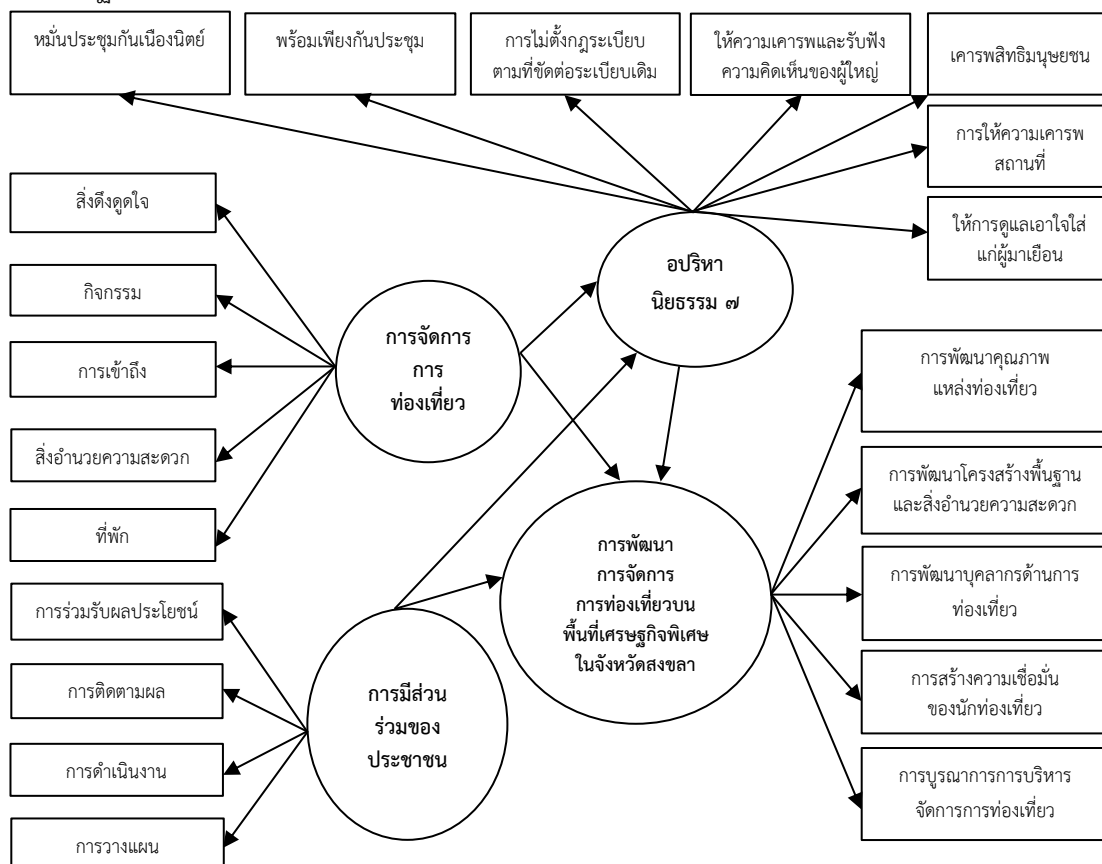 หมั่นประชุมกันเนืองนิตย์
พร้อมเพียงกันประชุม
การไม่ตั้งกฎระเบียบ
ตามที่ขัดต่อระเบียบเดิม
ให้ความเคารพและรับฟัง
ความคิดเห็นของผู้ใหญ่
เคารพสิทธิมนุษยชน
การให้ความเคารพ
สถานที่
ให้การดูแลเอาใจใส่
แก่ผู้มาเยือน
อปริหา
นิยธรรม ๗
สิ่งดึงดูดใจ
กิจกรรม
การเข้าถึง
สิ่งอำนวยความสะดวก
ที่พัก
การจัดการ
การ
ท่องเที่ยว
การพัฒนาคุณภาพ
แหล่งท่องเที่ยว
การพัฒนาโครงสร้างพื้นฐาน
และสิ่งอำนวยความสะดวก
การพัฒนาบุคลากรด้านการ
ท่องเที่ยว
การสร้างความเชื่อมั่น
ของนักท่องเที่ยว
การบูรณาการการบริหาร
จัดการการท่องเที่ยว
การพัฒนา
การจัดการ
การท่องเที่ยวบน
พื้นที่เศรษฐกิจพิเศษ
ในจังหวัดสงขลา
การร่วมรับผลประโยชน์
การติดตามผล
การดำเนินงาน
การวางแผน
การมีส่วน
ร่วมของ
ประชาชน